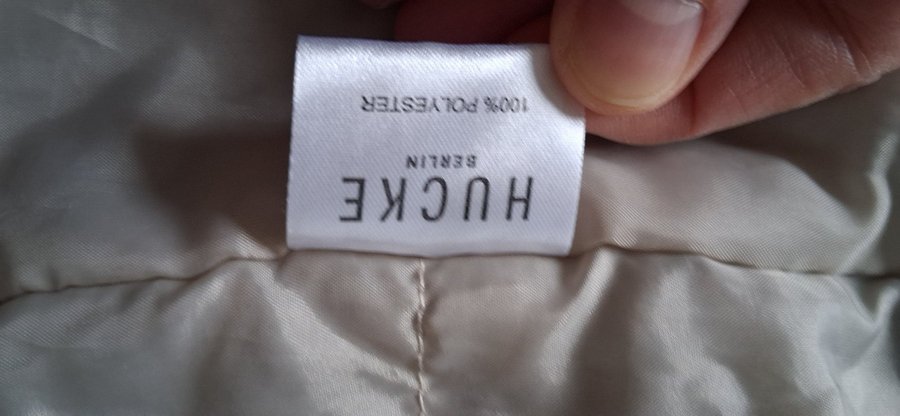 HUCKE
BERLIN
100% POLYESTER